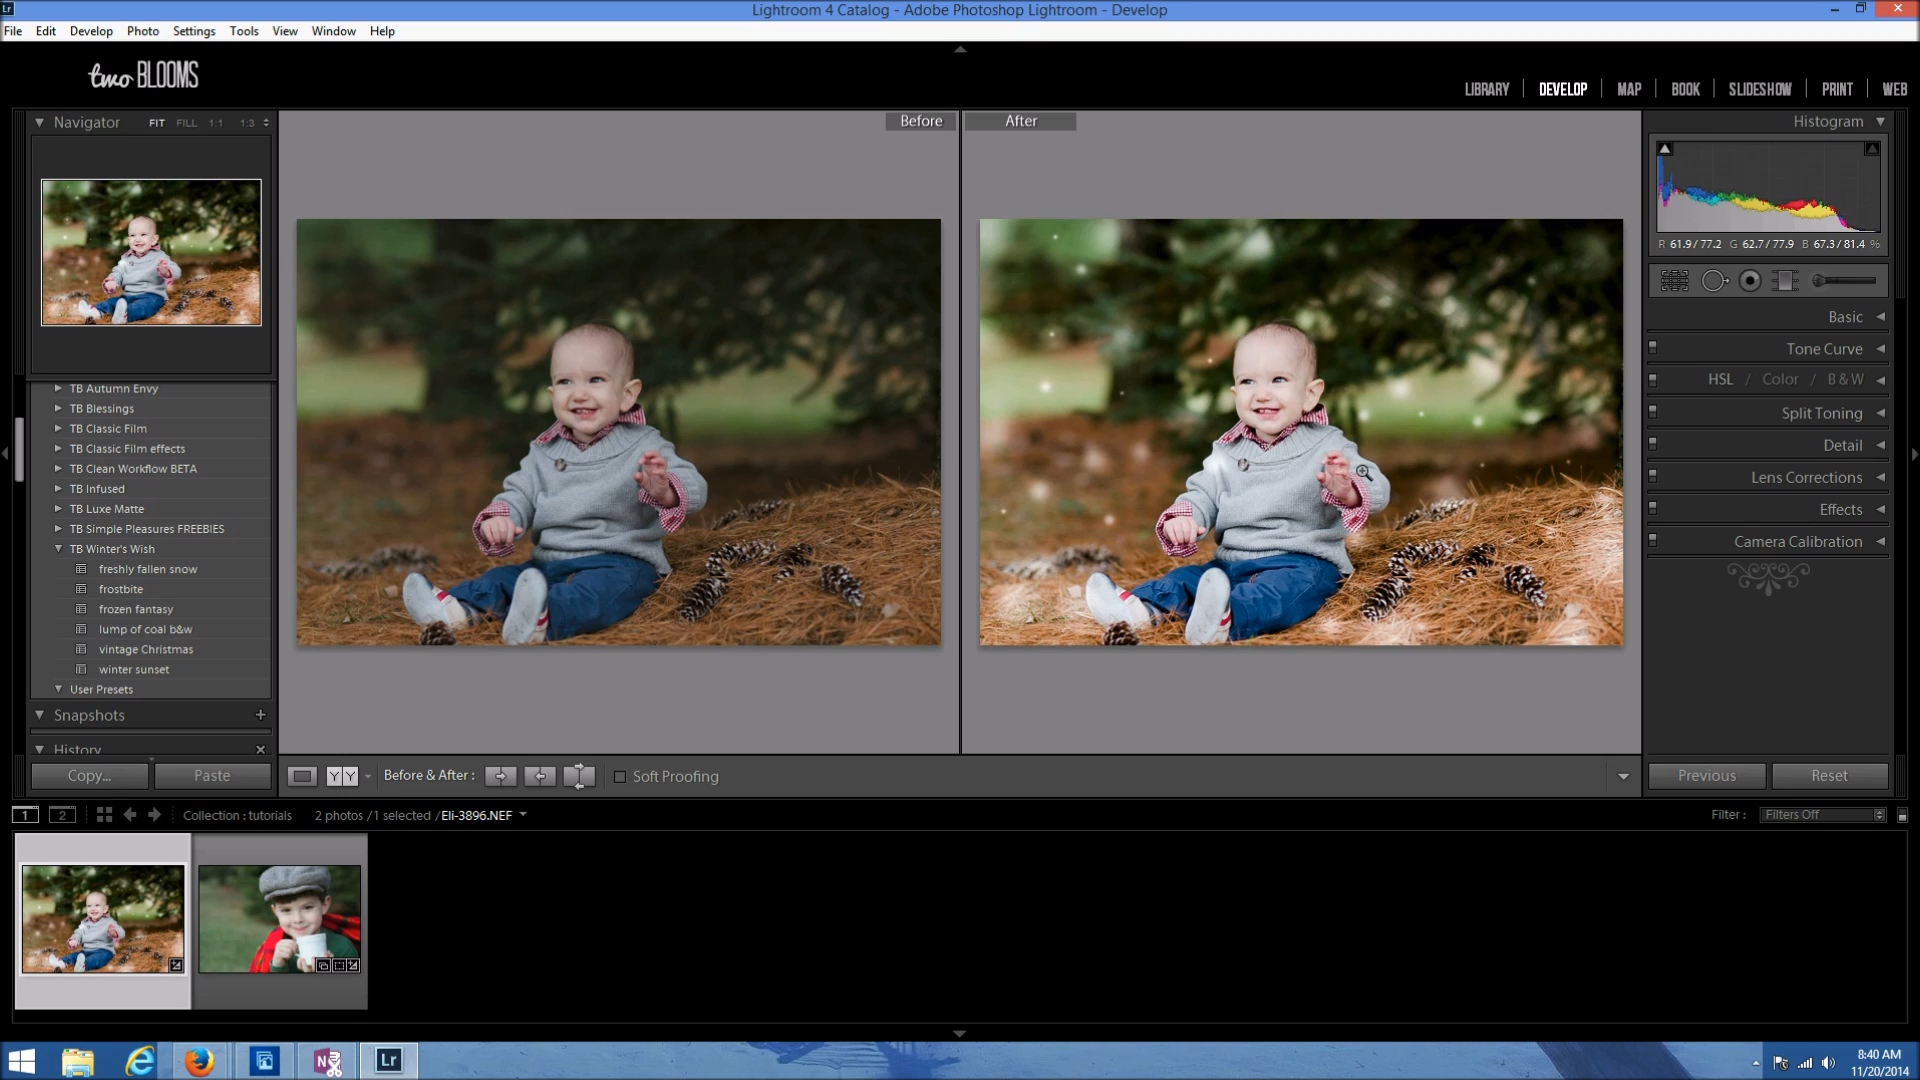 Lr
Lightroom 4 Catalog - Adobe Photoshop Lightroom - Develop
File Edit Develop Photo Settings Tools View Window Help
two BLOOMS
LIBRARY DEVELOP MAP BOOK SLIDESHOW PRINT WEB
Navigator FIT FILL 1:1 1:3
Before
After
Histogram
R 61.9 / 77.2 G 62.7 / 77.9 B 67.3 / 81.4 %
Basic
Tone Curve
HSL / Color / B & W
Split Toning
Detail
Lens Corrections
Effects
Camera Calibration
TB Autumn Envy
TB Blessings
TB Classic Film
TB Classic Film effects
TB Clean Workflow BETA
TB Infused
TB Luxe Matte
TB Simple Pleasures FREEBIES
TB Winter's Wish
freshly fallen snow
frostbite
frozen fantasy
lump of coal b&w
vintage Christmas
winter sunset
User Presets
Snapshots +
History
Copy... Paste
Y Y Before & After : Soft Proofing
Previous Reset
1 2 Collection : tutorials 2 photos / 1 selected / Eli-3896.NEF
Filter : Filters Off
N Lr
8:40 AM
11/20/2014